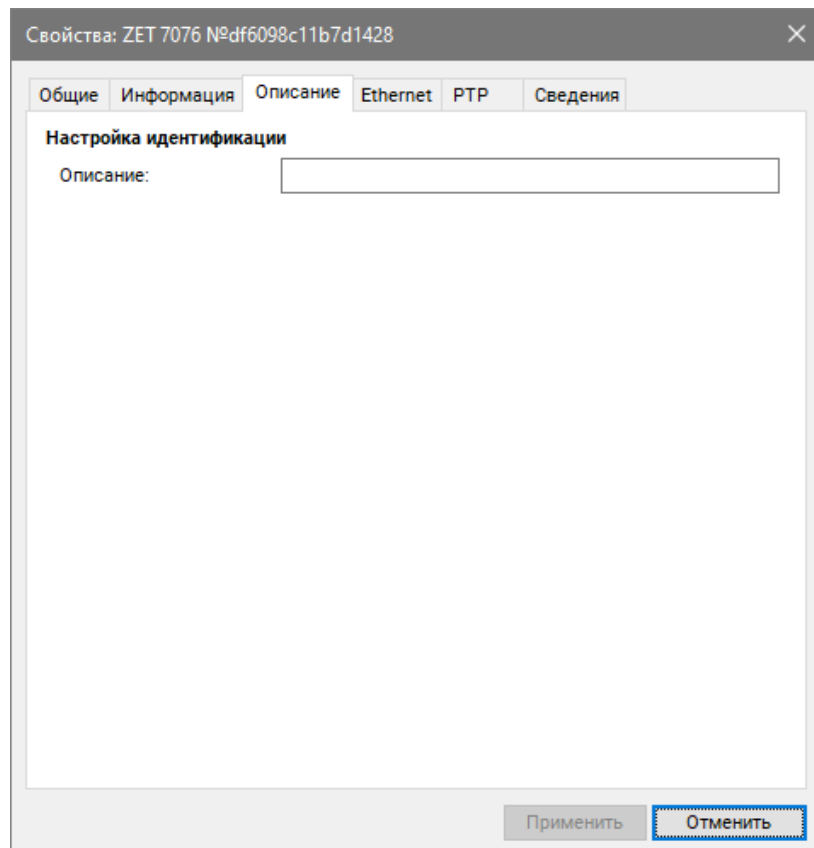 Свойства: ZET 7076 №df6098c11b7d1428
Общие Информация Описание Ethernet PTP Сведения
Настройка идентификации
Описание:
Применить Отменить